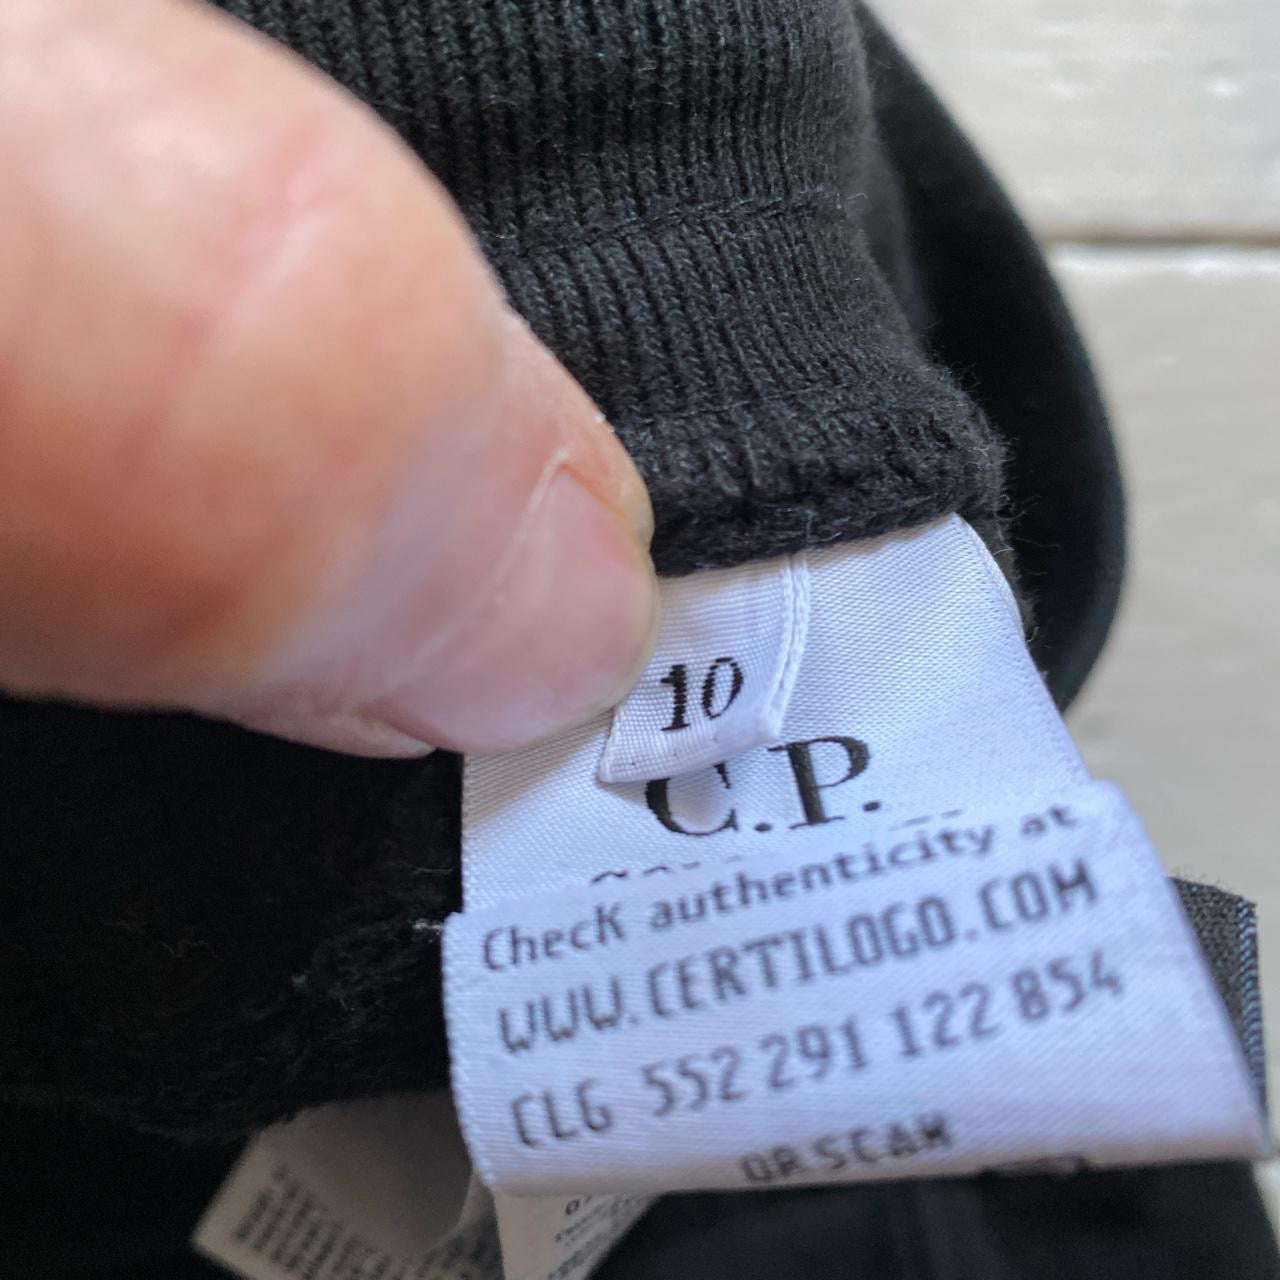 10
C.P.
Check authenticity at
WWW.CERTILOGO.COM
CLG 552 291 122 854
OR SCAN